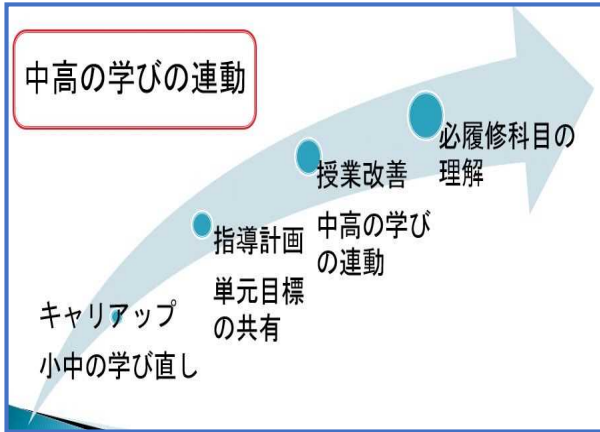 中高の学びの連動
キャリアップ
小中の学び直し
指導計画
単元目標
の共有
授業改善
中高の学び
の連動
必履修科目の
理解